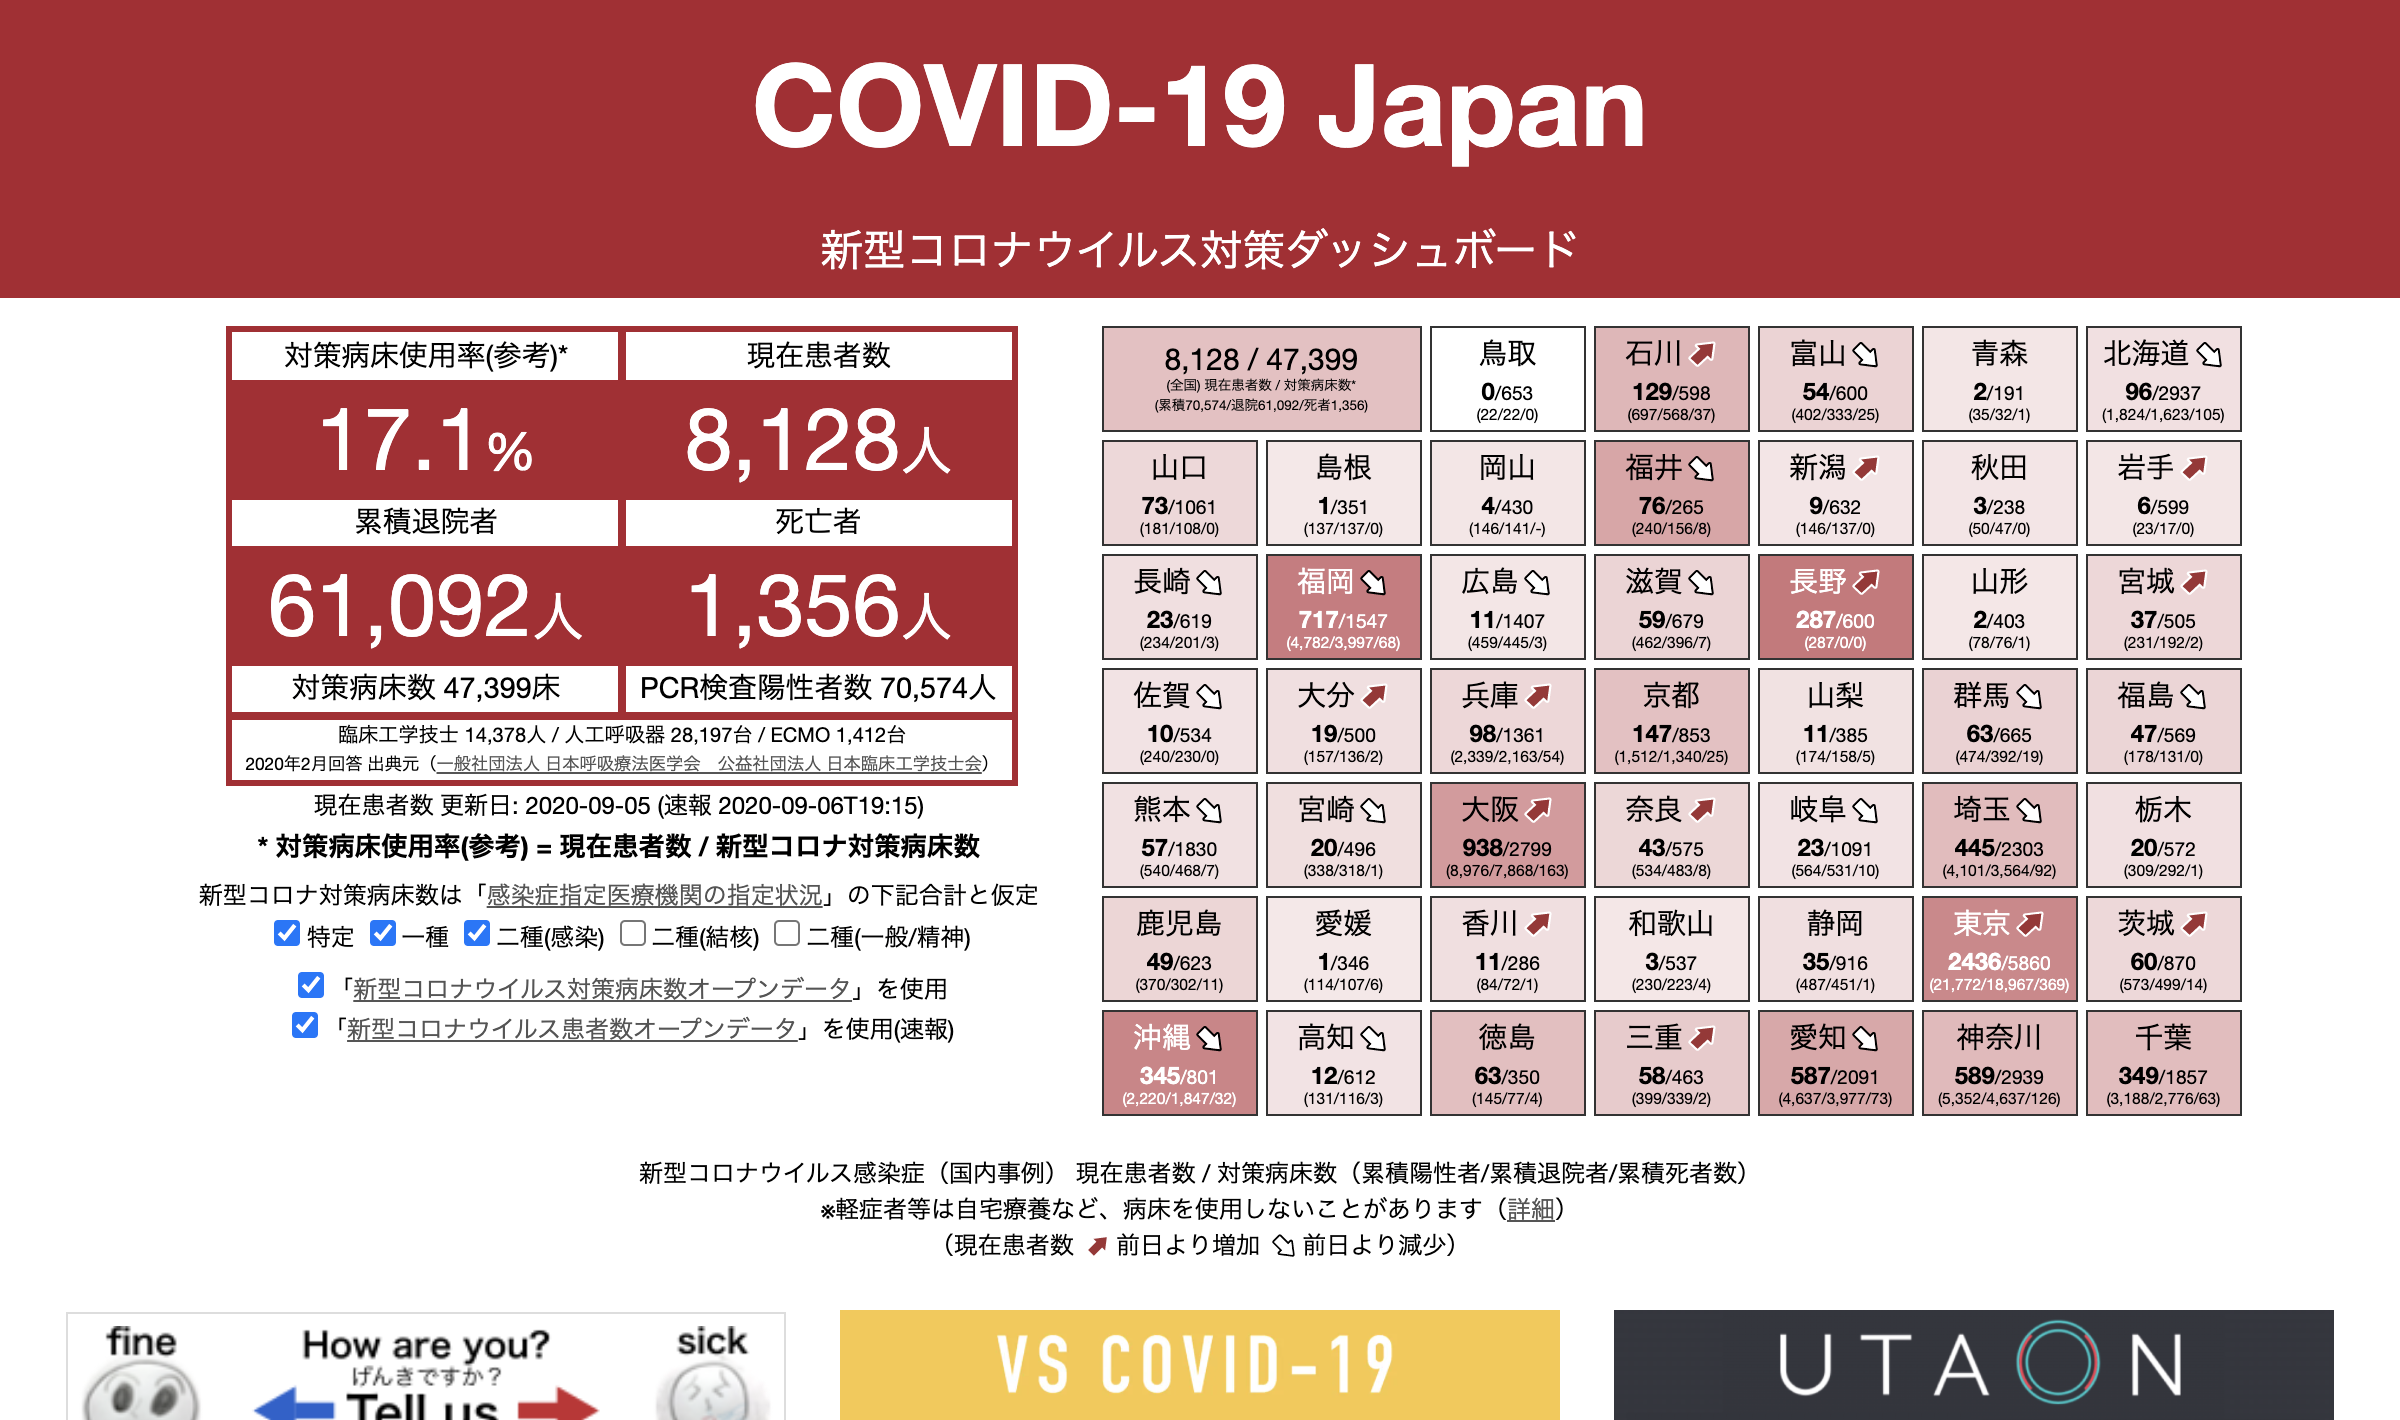 COVID-19 Japan
新型コロナウイルス対策ダッシュボード
対策病床使用率(参考)* 現在患者数
17.1% 8,128人
累積退院者 死亡者
61,092人 1,356人
対策病床数 47,399床 PCR検査陽性者数 70,574人
臨床工学技士 14,378人 / 人工呼吸器 28,197台 / ECMO 1,412台
2020年2月回答 出典元（一般社団法人 日本呼吸療法医学会　公益社団法人 日本臨床工学技士会）
現在患者数 更新日: 2020-09-05 (速報 2020-09-06T19:15)
* 対策病床使用率(参考) = 現在患者数 / 新型コロナ対策病床数
新型コロナ対策病床数は「感染症指定医療機関の指定状況」の下記合計と仮定
特定 一種 二種(感染) 二種(結核) 二種(一般/精神)
「新型コロナウイルス対策病床数オープンデータ」を使用
「新型コロナウイルス患者数オープンデータ」を使用(速報)
8,128 / 47,399
(全国) 現在患者数 / 対策病床数*
(累積70,574/退院61,092/死者1,356)
鳥取 石川 富山 青森 北海道
0/653 129/598 54/600 2/191 96/2937
(22/22/0) (697/568/37) (402/333/25) (35/32/1) (1,824/1,623/105)
山口 島根 岡山 福井 新潟 秋田 岩手
73/1061 1/351 4/430 76/265 9/632 3/238 6/599
(181/108/0) (137/137/0) (146/141/-) (240/156/8) (146/137/0) (50/47/0) (23/17/0)
長崎 福岡 広島 滋賀 長野 山形 宮城
23/619 717/1547 11/1407 59/679 287/600 2/403 37/505
(234/201/3) (4,782/3,997/68) (459/445/3) (462/396/7) (287/0/0) (78/76/1) (231/192/2)
佐賀 大分 兵庫 京都 山梨 群馬 福島
10/534 19/500 98/1361 147/853 11/385 63/665 47/569
(240/230/0) (157/136/2) (2,339/2,163/54) (1,512/1,340/25) (174/158/5) (474/392/19) (178/131/0)
熊本 宮崎 大阪 奈良 岐阜 埼玉 栃木
57/1830 20/496 938/2799 43/575 23/1091 445/2303 20/572
(540/468/7) (338/318/1) (8,976/7,868/163) (534/483/8) (564/531/10) (4,101/3,564/92) (309/292/1)
鹿児島 愛媛 香川 和歌山 静岡 東京 茨城
49/623 1/346 11/286 3/537 35/916 2436/5860 60/870
(370/302/11) (114/107/6) (84/72/1) (230/223/4) (487/451/1) (21,772/18,967/369) (573/499/14)
沖縄 高知 徳島 三重 愛知 神奈川 千葉
345/801 12/612 63/350 58/463 587/2091 589/2939 349/1857
(2,220/1,847/32) (131/116/3) (145/77/4) (399/339/2) (4,637/3,977/73) (5,352/4,637/126) (3,188/2,776/63)
新型コロナウイルス感染症（国内事例） 現在患者数 / 対策病床数（累積陽性者/累積退院者/累積死者数）
※軽症者等は自宅療養など、病床を使用しないことがあります（詳細）
（現在患者数 前日より増加 前日より減少）
fine How are you? sick
げんきですか？
Tell us
VS COVID-19
UTAON